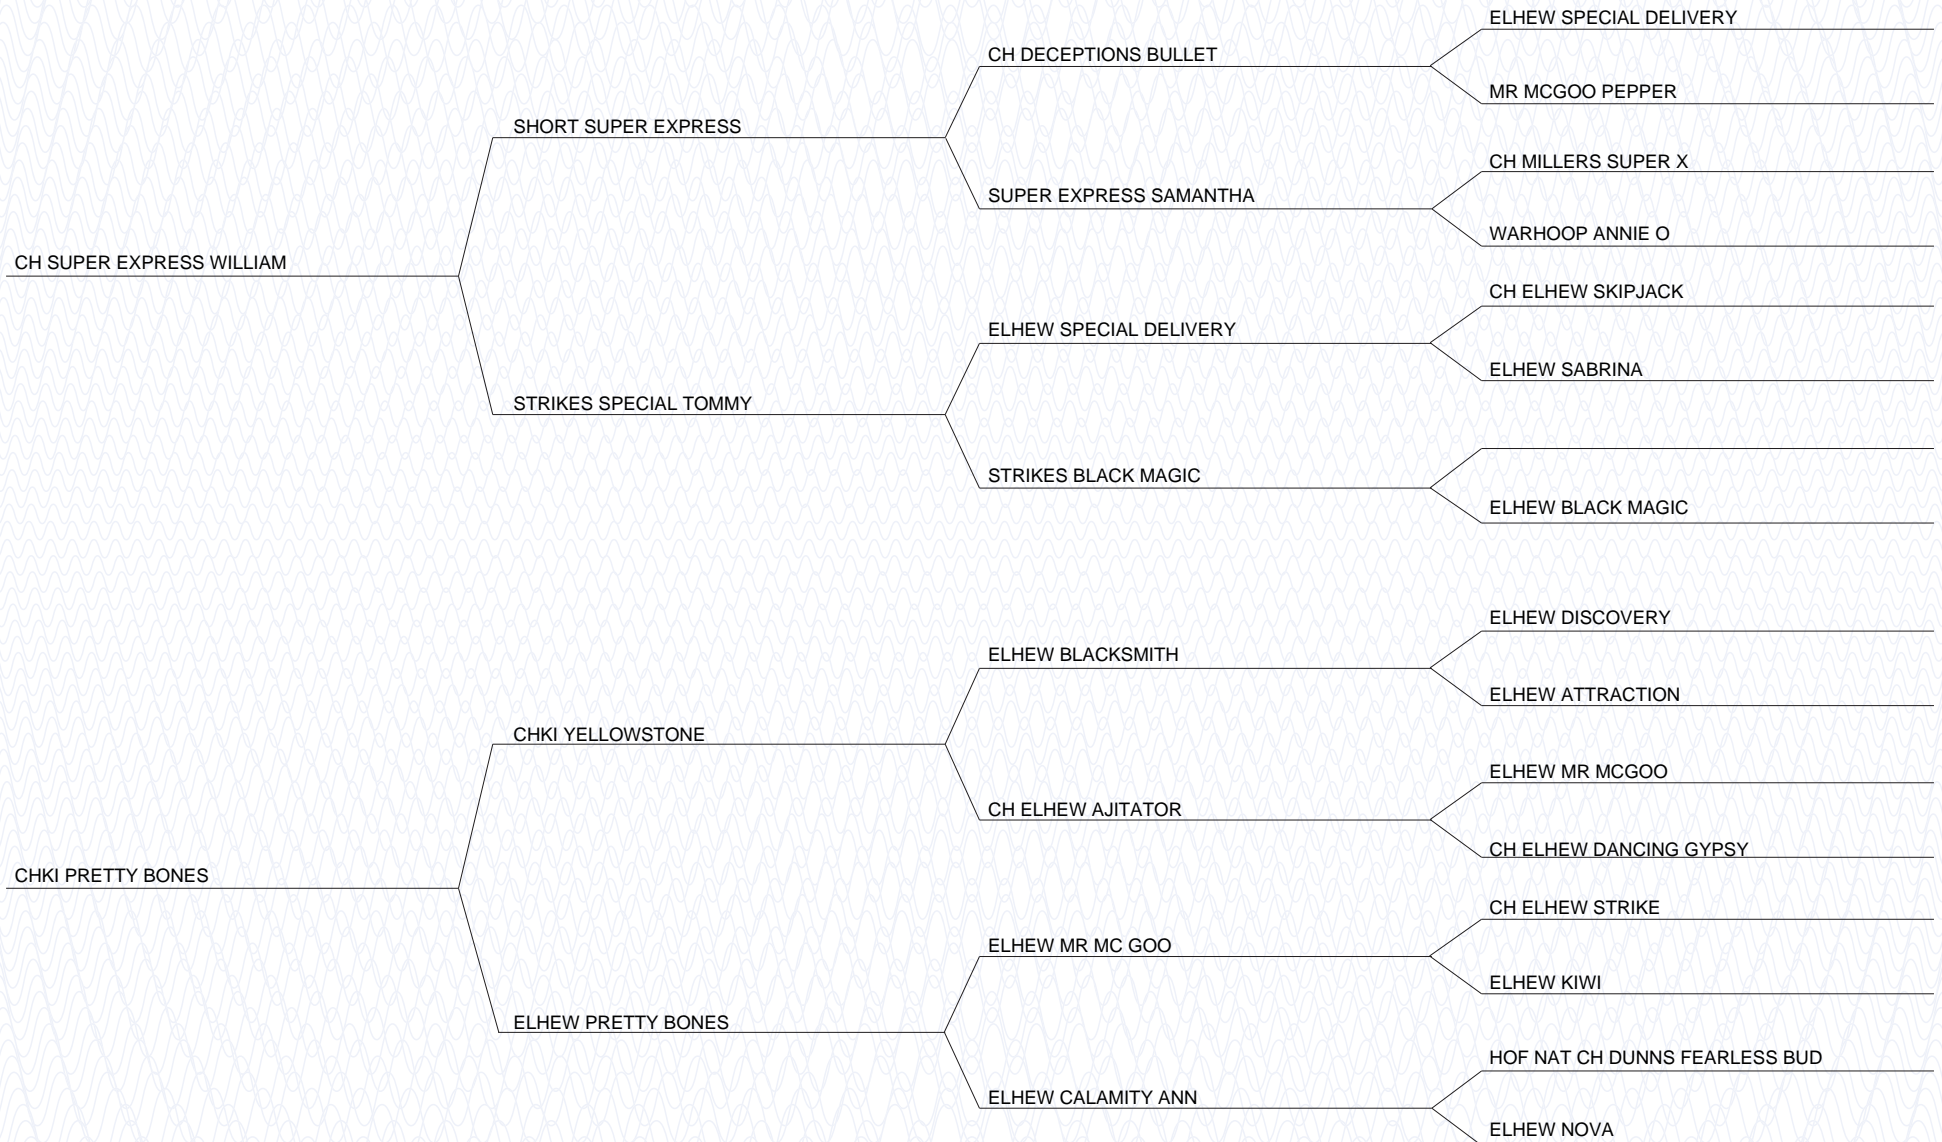 ELHEW SPECIAL DELIVERY
CH DECEPTIONS BULLET
MR MCGOO PEPPER
SHORT SUPER EXPRESS
CH MILLERS SUPER X
SUPER EXPRESS SAMANTHA
WARHOOP ANNIE O
CH SUPER EXPRESS WILLIAM
CH ELHEW SKIPJACK
ELHEW SPECIAL DELIVERY
ELHEW SABRINA
STRIKES SPECIAL TOMMY
STRIKES BLACK MAGIC
ELHEW BLACK MAGIC
ELHEW DISCOVERY
ELHEW BLACKSMITH
ELHEW ATTRACTION
CHKI YELLOWSTONE
ELHEW MR MCGOO
CH ELHEW AJITATOR
CH ELHEW DANCING GYPSY
CHKI PRETTY BONES
CH ELHEW STRIKE
ELHEW MR MC GOO
ELHEW KIWI
ELHEW PRETTY BONES
HOF NAT CH DUNNS FEARLESS BUD
ELHEW CALAMITY ANN
ELHEW NOVA